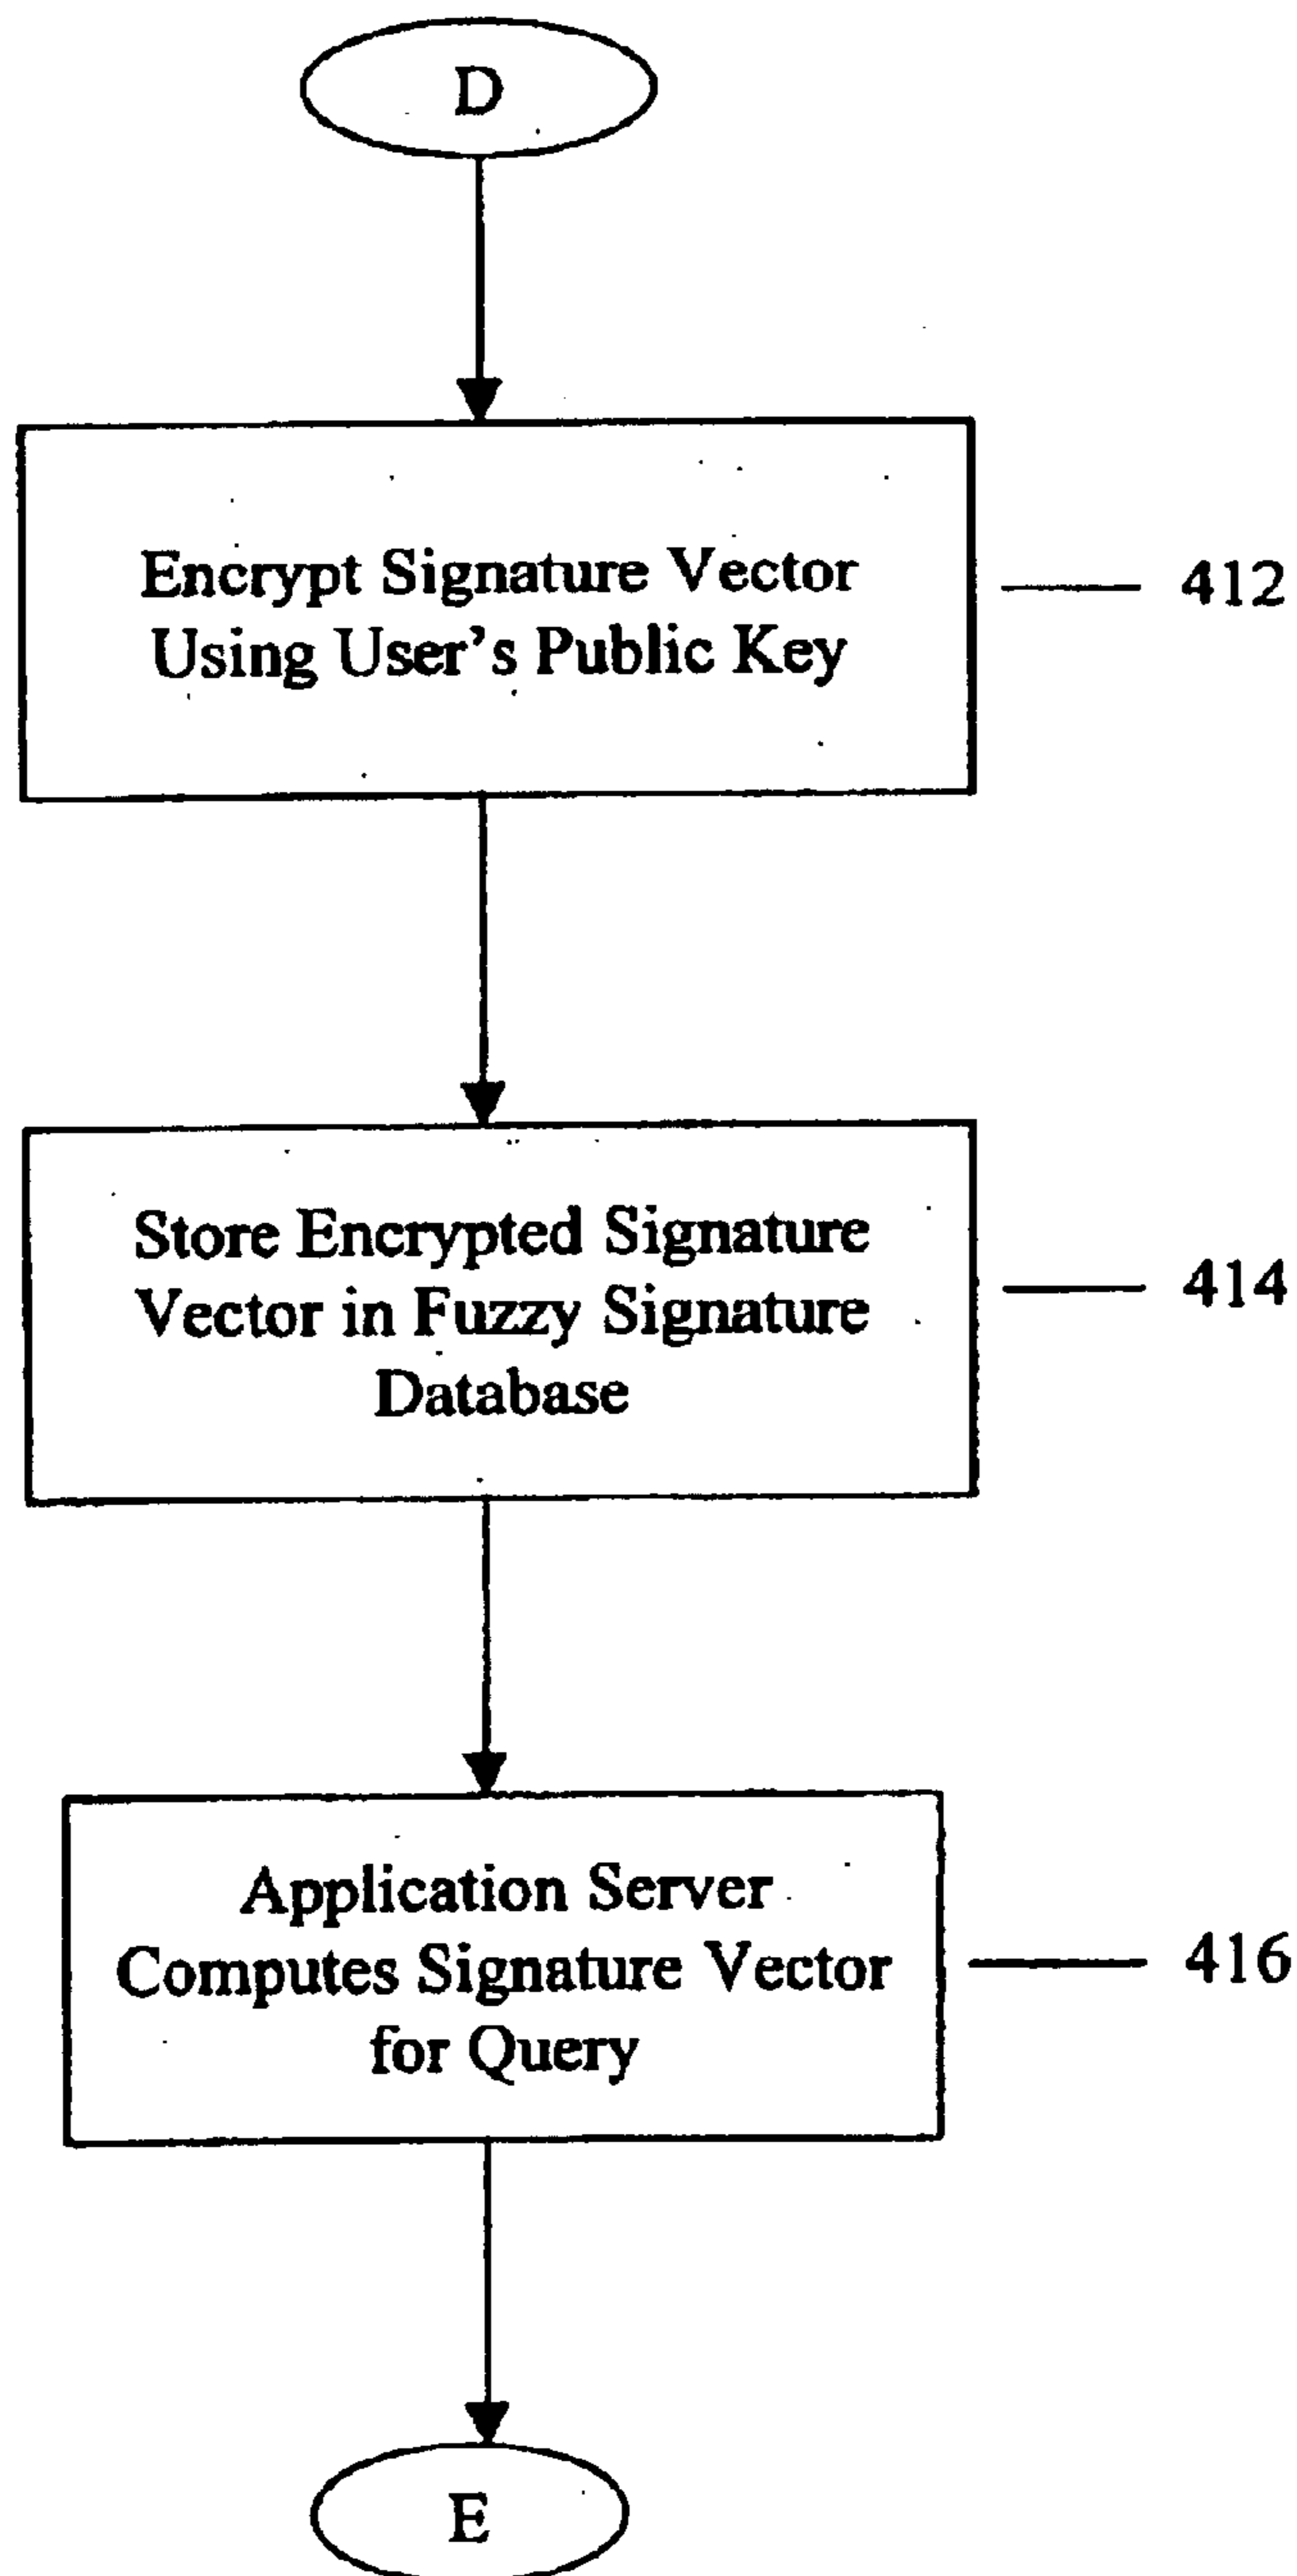 D
Encrypt Signature Vector
Using User's Public Key
412
Store Encrypted Signature
Vector in Fuzzy Signature
Database
414
Application Server
Computes Signature Vector
for Query
416
E